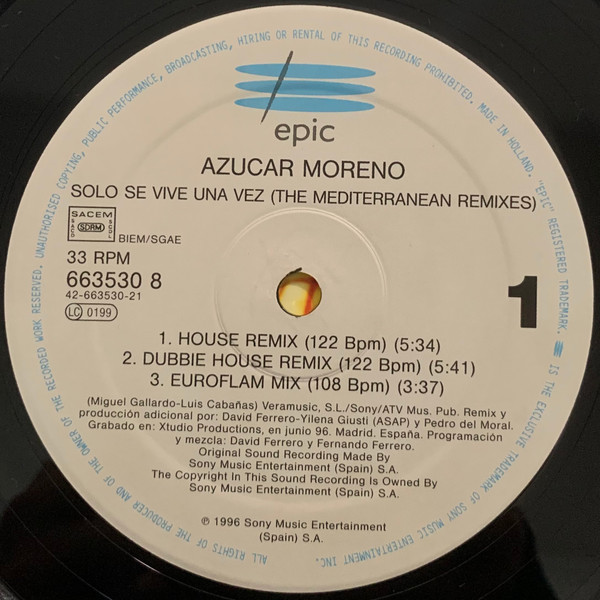 epic
AZUCAR MORENO
SOLO SE VIVE UNA VEZ (THE MEDITERRANEAN REMIXES)
SACEM
SDRM
BIEM/SGAE
33 RPM
663530 8
42-663530-21
LC 0199
1
1. HOUSE REMIX (122 Bpm) (5:34)
2. DUBBIE HOUSE REMIX (122 Bpm) (5:41)
3. EUROFLAM MIX (108 Bpm) (3:37)
(Miguel Gallardo-Luis Cabañas) Veramusic, S.L./Sony/ATV Mus. Pub. Remix y
producción adicional por: David Ferrero-Yilena Giusti (ASAP) y Pedro del Moral.
Grabado en: Xtudio Productions, en junio 96. Madrid. España. Programación
y mezcla: David Ferrero y Fernando Ferrero.
Original Sound Recording Made By
Sony Music Entertainment (Spain) S.A.
The Copyright In This Sound Recording Is Owned By
Sony Music Entertainment (Spain) S.A.
℗ 1996 Sony Music Entertainment
(Spain) S.A.
ALL RIGHTS OF THE PRODUCER AND OF THE OWNER OF THE RECORDED WORK RESERVED. UNAUTHORISED COPYING, PUBLIC PERFORMANCE, BROADCASTING, HIRING OR RENTAL OF THIS RECORDING PROHIBITED. MADE IN HOLLAND. "EPIC" REGISTERED TRADEMARK. IS THE EXCLUSIVE TRADEMARK OF SONY MUSIC ENTERTAINMENT INC.